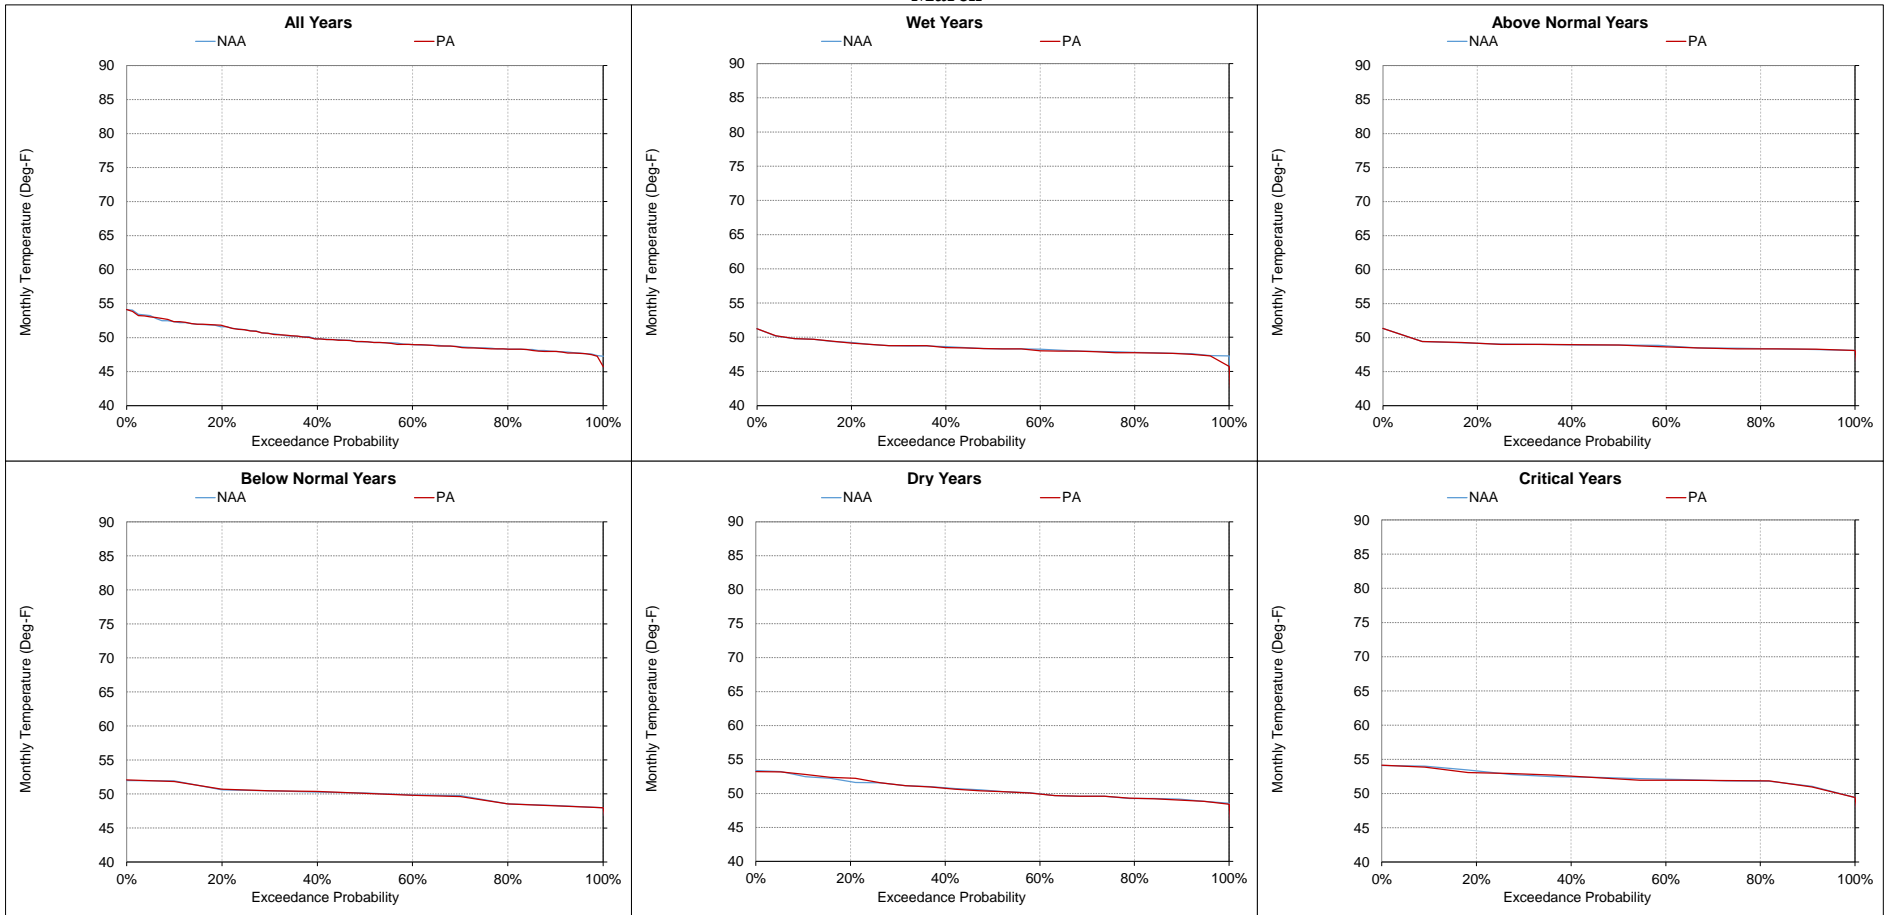 All Years
NAA PA
90
85
80
75
70
65
60
55
50
45
40
Monthly Temperature (Deg-F)
0% 20% 40% 60% 80% 100%
Exceedance Probability
Wet Years
NAA PA
90
85
80
75
70
65
60
55
50
45
40
Monthly Temperature (Deg-F)
0% 20% 40% 60% 80% 100%
Exceedance Probability
Above Normal Years
NAA PA
90
85
80
75
70
65
60
55
50
45
40
Monthly Temperature (Deg-F)
0% 20% 40% 60% 80% 100%
Exceedance Probability
Below Normal Years
NAA PA
90
85
80
75
70
65
60
55
50
45
40
Monthly Temperature (Deg-F)
0% 20% 40% 60% 80% 100%
Exceedance Probability
Dry Years
NAA PA
90
85
80
75
70
65
60
55
50
45
40
Monthly Temperature (Deg-F)
0% 20% 40% 60% 80% 100%
Exceedance Probability
Critical Years
NAA PA
90
85
80
75
70
65
60
55
50
45
40
Monthly Temperature (Deg-F)
0% 20% 40% 60% 80% 100%
Exceedance Probability